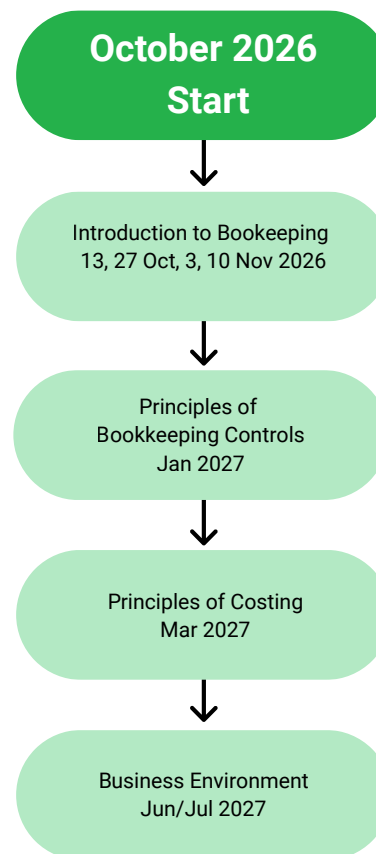 October 2026
Start
Introduction to Bookeeping
13, 27 Oct, 3, 10 Nov 2026
Principles of
Bookkeeping Controls
Jan 2027
Principles of Costing
Mar 2027
Business Environment
Jun/Jul 2027